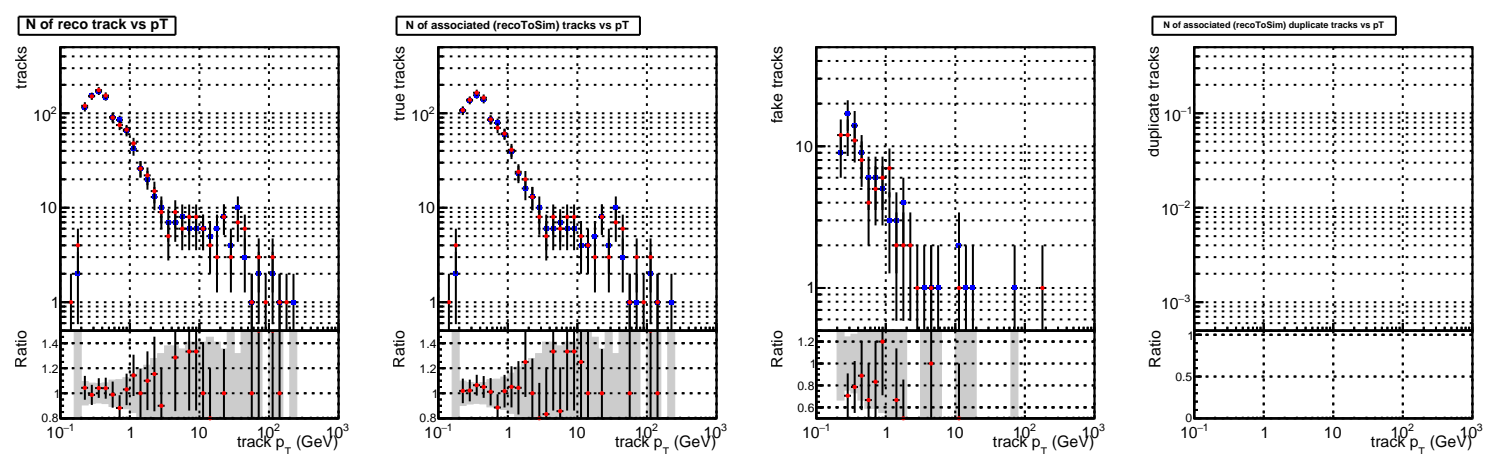 N of reco track vs pT
tracks
10²
10
1
Ratio
1.4
1.2
1.0
0.8
10⁻¹ 1 10 10² 10³
track p_T (GeV)
N of associated (recoToSim) tracks vs pT
true tracks
10²
10
1
Ratio
1.4
1.2
1.0
0.8
10⁻¹ 1 10 10² 10³
track p_T (GeV)
fake tracks
10
1
Ratio
1.2
1
0.8
0.6
10⁻¹ 1 10 10² 10³
track p_T (GeV)
N of associated (recoToSim) duplicate tracks vs pT
duplicate tracks
10⁻¹
10⁻²
10⁻³
Ratio
1
0.5
0
10⁻¹ 1 10 10² 10³
track p_T (GeV)